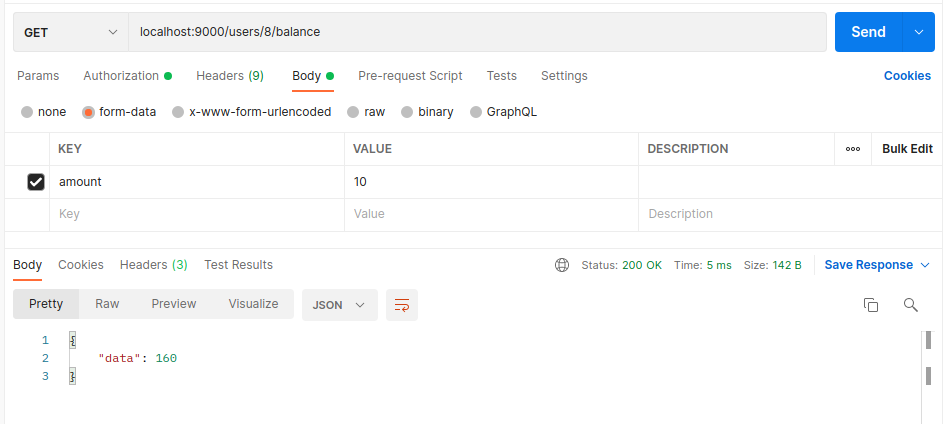 GET localhost:9000/users/8/balance Send
Params Authorization Headers (9) Body Pre-request Script Tests Settings Cookies
none form-data x-www-form-urlencoded raw binary GraphQL
KEY VALUE DESCRIPTION ooo Bulk Edit
amount 10
Key Value Description
Body Cookies Headers (3) Test Results Status: 200 OK Time: 5 ms Size: 142 B Save Response
Pretty Raw Preview Visualize JSON
1 {
2 "data": 160
3 }